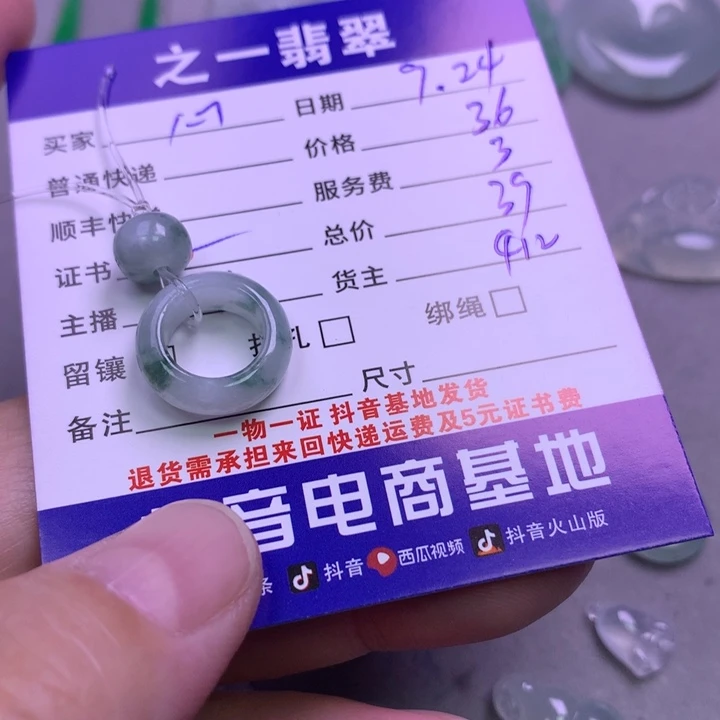 之一翡翠
买家 日期 9.24
普通快递 价格 36
顺丰快 服务费 3
证书 总价 39
主播 货主 412
留镶 扎 绑绳
备注 尺寸
一物一证 抖音基地发货
退货需承担来回快递运费及5元证书费
音电商基地
条 抖音 西瓜视频 抖音火山版